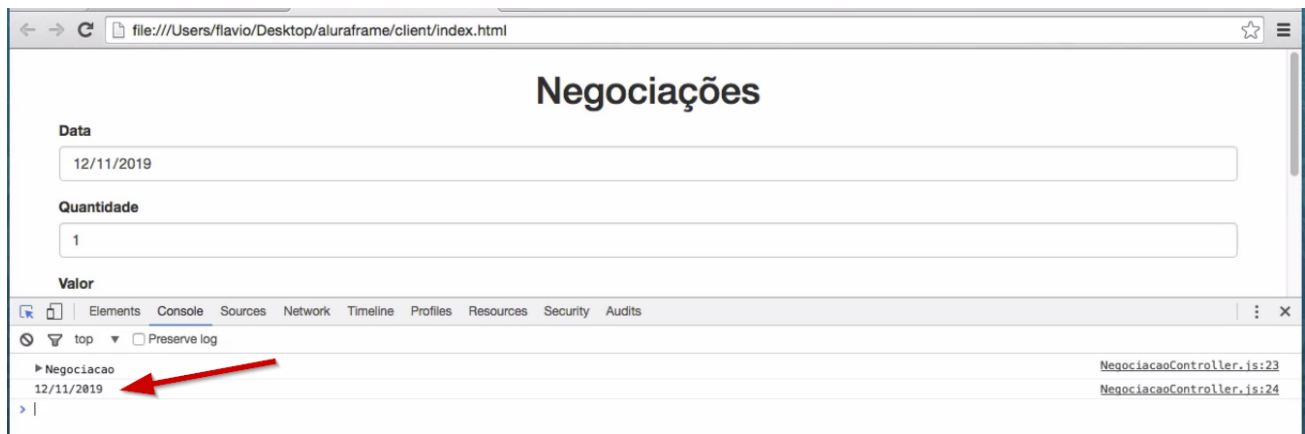 file:///Users/flavio/Desktop/aluraframe/client/index.html
Negociações
Data
12/11/2019
Quantidade
1
Valor
Elements Console Sources Network Timeline Profiles Resources Security Audits
top Preserve log
Negociacao NegociacaoController.js:23
12/11/2019 NegociacaoController.js:24